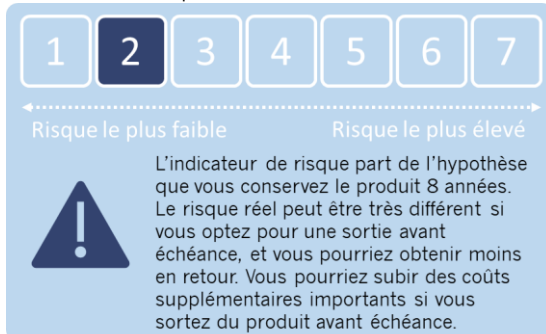 1 2 3 4 5 6 7
Risque le plus faible Risque le plus élevé
L'indicateur de risque part de l'hypothèse
que vous conservez le produit 8 années.
Le risque réel peut être très différent si
vous optez pour une sortie avant
échéance, et vous pourriez obtenir moins
en retour. Vous pourriez subir des coûts
supplémentaires importants si vous
sortez du produit avant échéance.